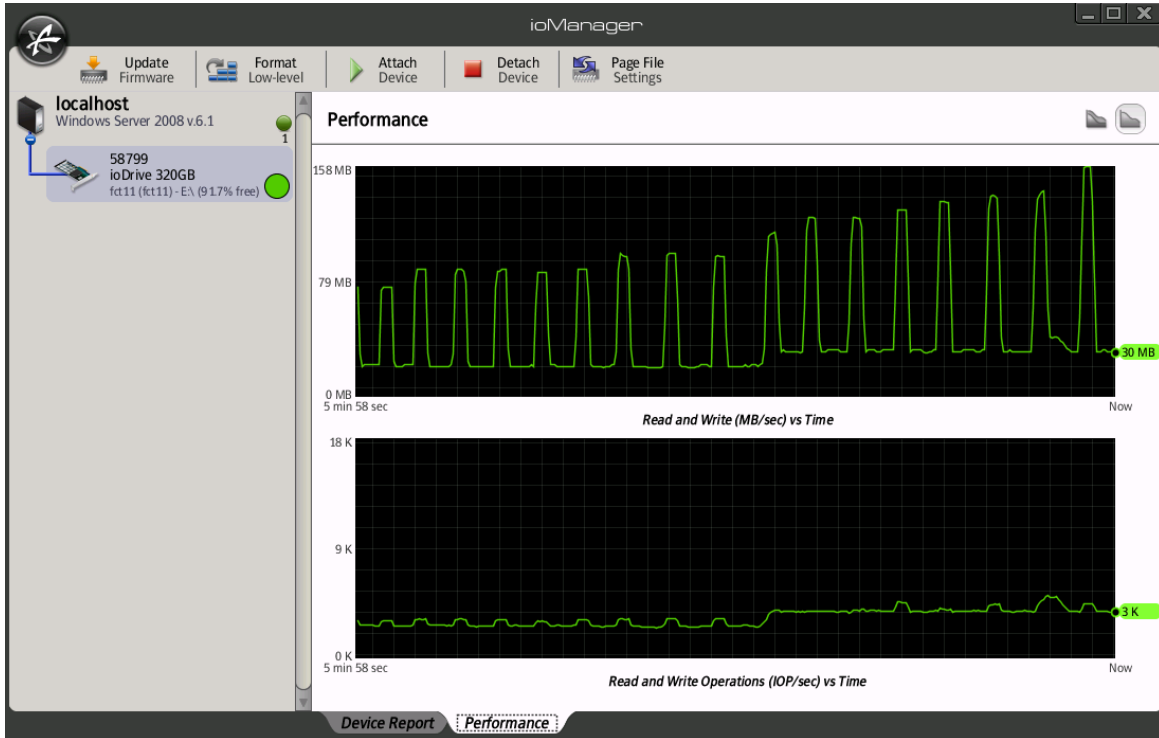 ioManager
Update Firmware
Format Low-level
Attach Device
Detach Device
Page File Settings
localhost
Windows Server 2008 v.6.1
1
58799
ioDrive 320GB
fct11 (fct11) - E:\ (91.7% free)
Performance
158 MB
79 MB
0 MB
30 MB
5 min 58 sec
Now
Read and Write (MB/sec) vs Time
18 K
9 K
0 K
3 K
5 min 58 sec
Now
Read and Write Operations (IOP/sec) vs Time
Device Report
Performance